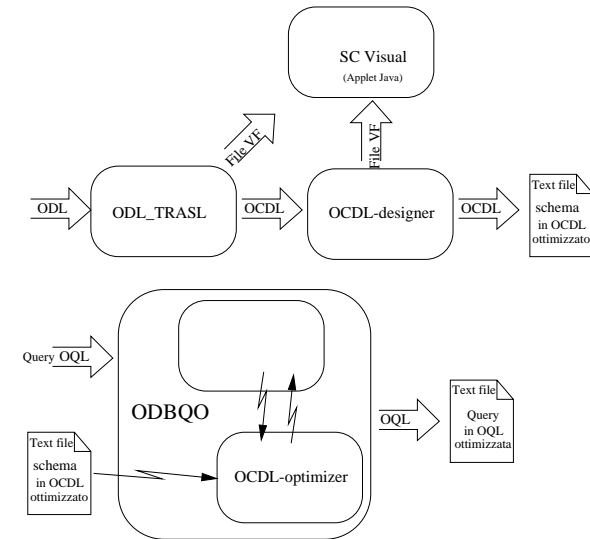 SC Visual
(Applet Java)
File VF
File VF
ODL
ODL_TRASL
OCDL
OCDL-designer
OCDL
Text file
schema
in OCDL
ottimizzato
Query OQL
ODBQO
OCDL-optimizer
OQL
Text file
Query
in OQL
ottimizzata
Text file
schema
in OCDL
ottimizzato